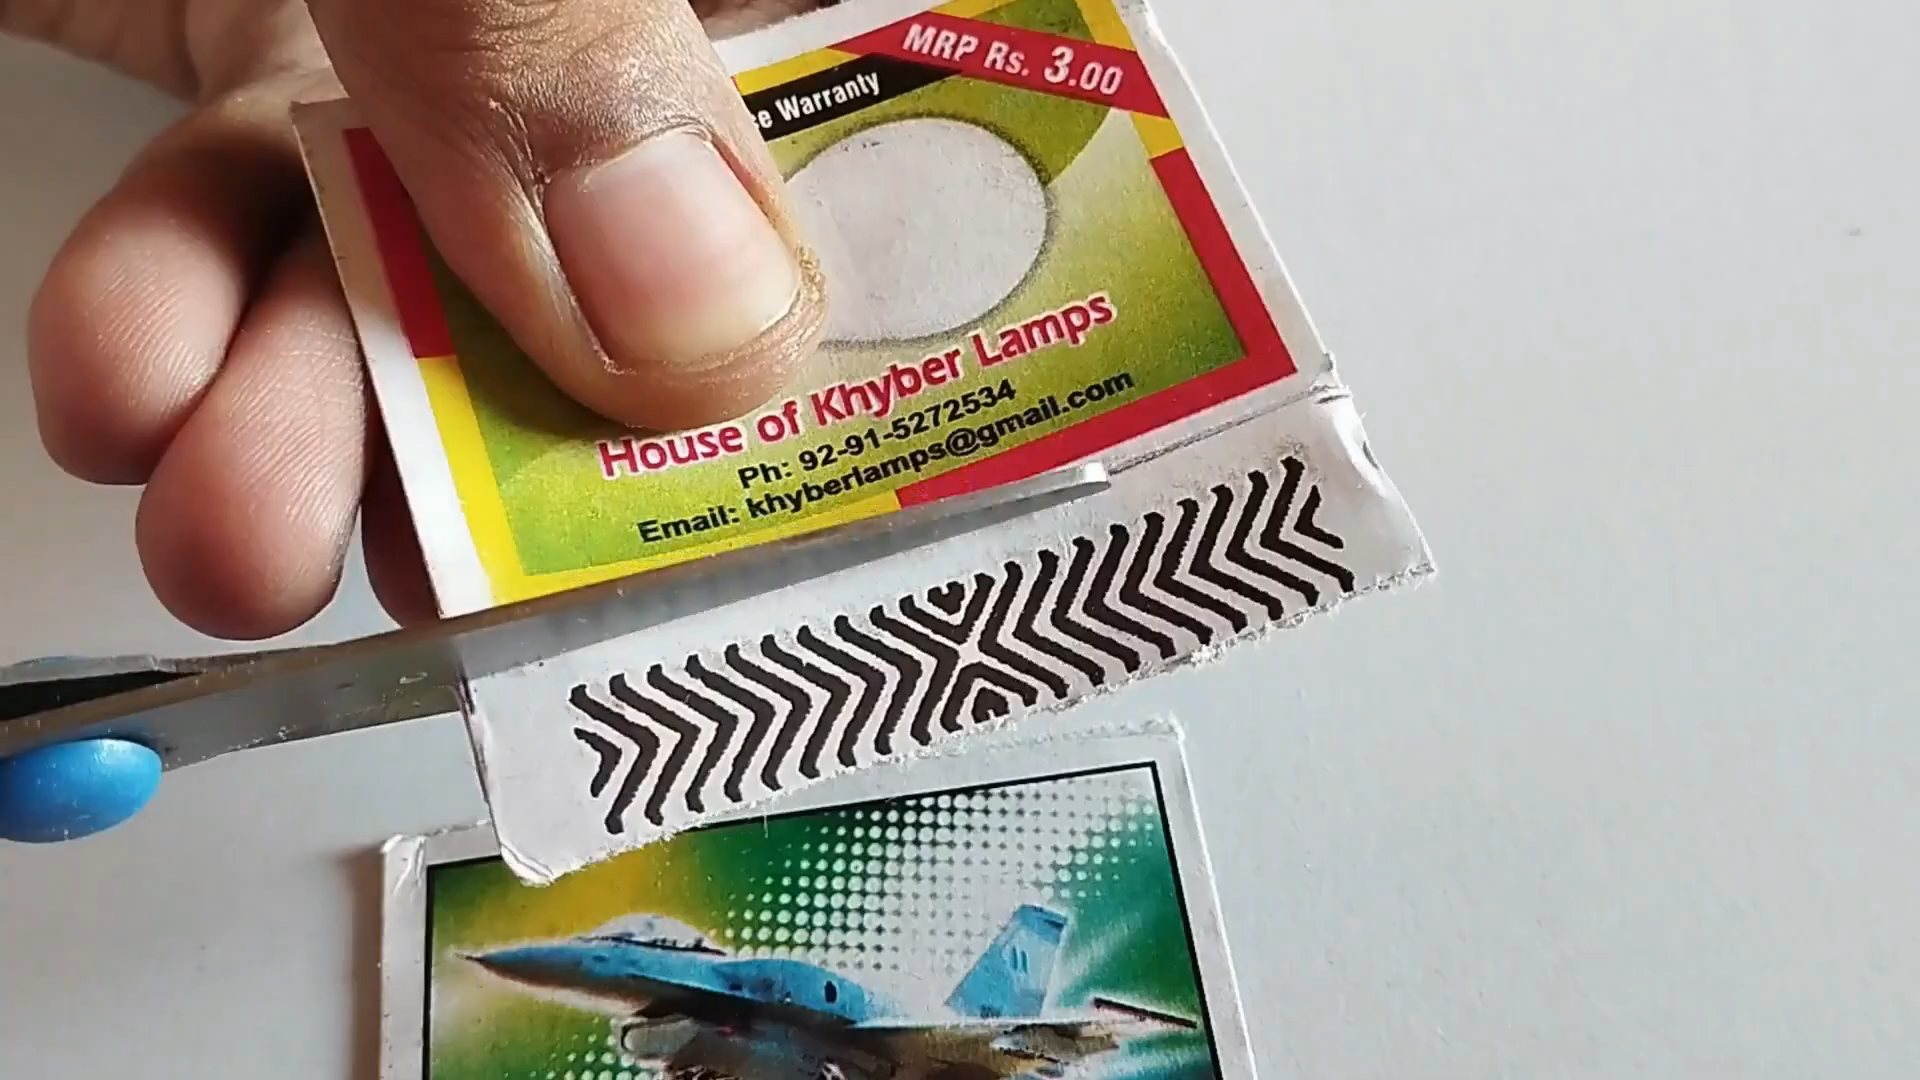 MRP Rs. 3.00
Warranty
House of Khyber Lamps
Ph: 92-91-5272534
Email: khyberlamps@gmail.com